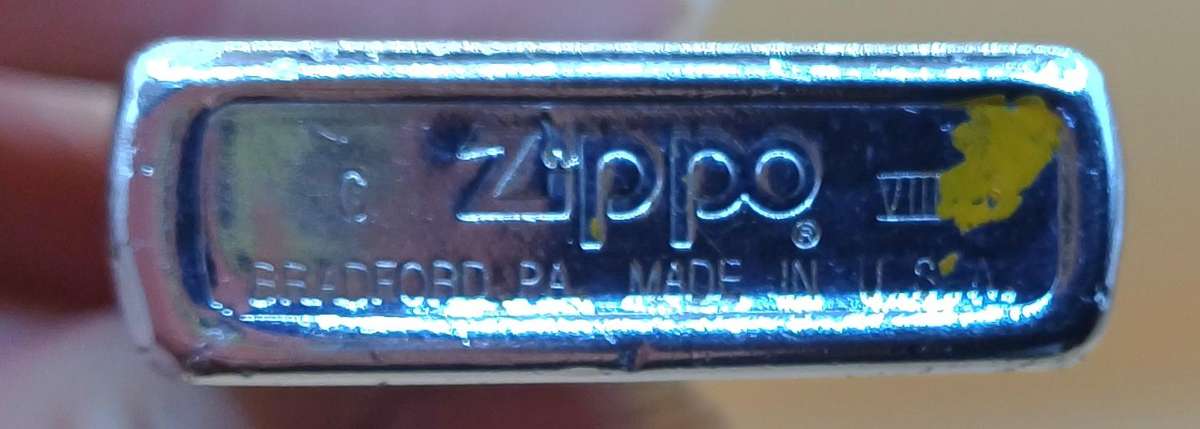 C Zippo ® VIII
BRADFORD, PA. MADE IN U.S.A.